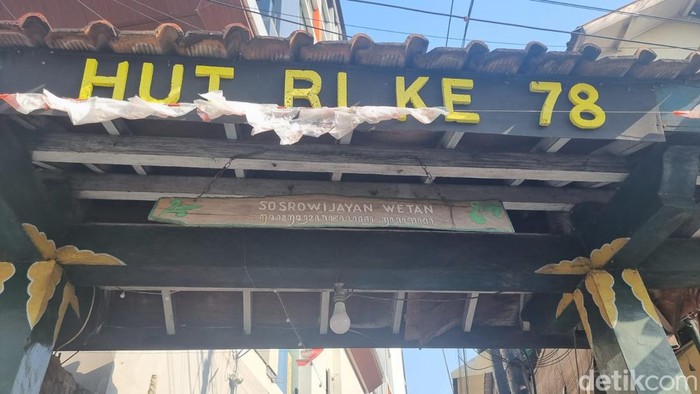 HUT RI KE 78
SOSROWIJAYAN WETAN
detikcom